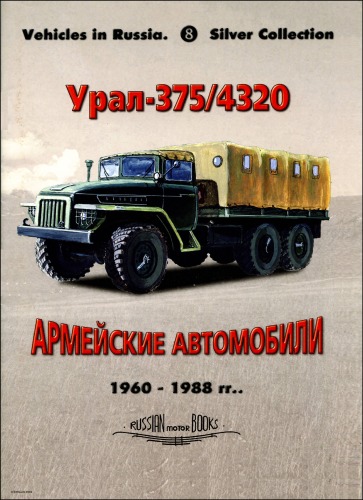 Vehicles in Russia. 8 Silver Collection
Урал-375/4320
АРМЕЙСКИЕ АВТОМОБИЛИ
1960 - 1988 гг..
RUSSIAN MOTOR BOOKS